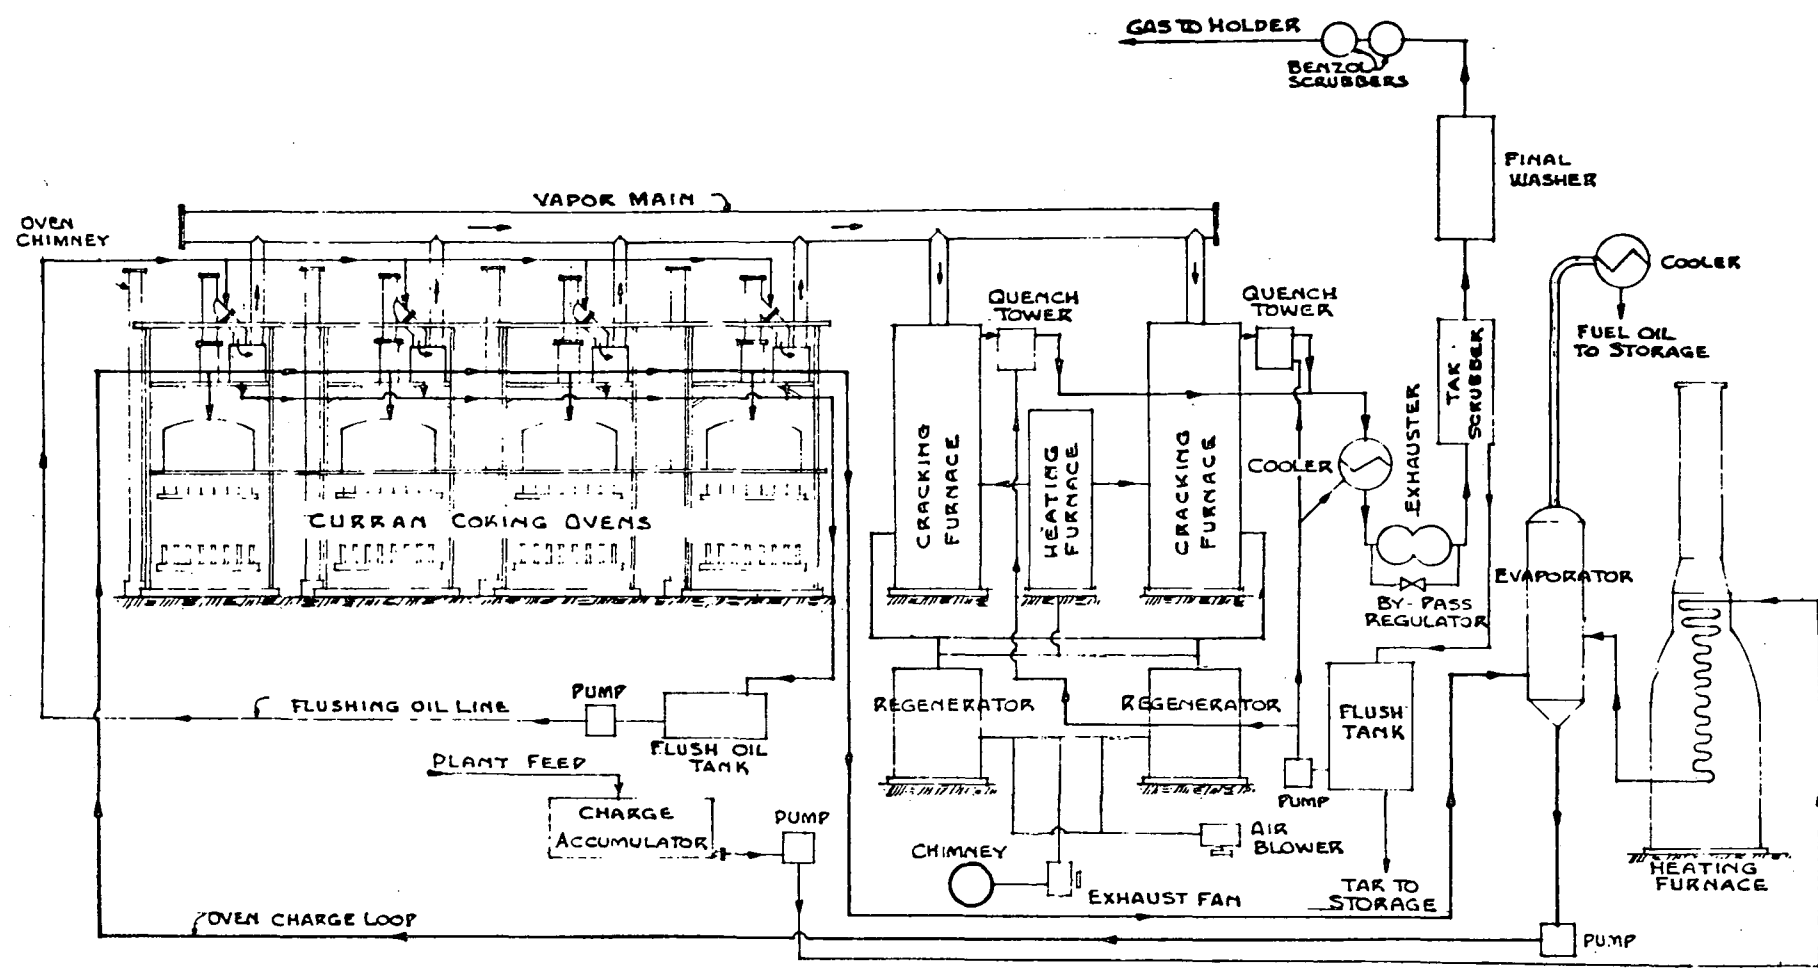 GAS TO HOLDER
BENZOL
SCRUBBERS
FINAL
WASHER
VAPOR MAIN
OVEN
CHIMNEY
COOLER
QUENCH
TOWER
QUENCH
TOWER
FUEL OIL
TO STORAGE
TAR
SCRUBBER
EXHAUSTER
CRACKING
FURNACE
HEATING
FURNACE
CRACKING
FURNACE
COOLER
CURRAN COKING OVENS
EVAPORATOR
BY-PASS
REGULATOR
PUMP
FLUSHING OIL LINE
REGENERATOR
REGENERATOR
FLUSH
TANK
FLUSH OIL
TANK
PLANT FEED
CHARGE
ACCUMULATOR
PUMP
PUMP
AIR
BLOWER
CHIMNEY
EXHAUST FAN
TAR TO
STORAGE
HEATING
FURNACE
OVEN CHARGE LOOP
PUMP